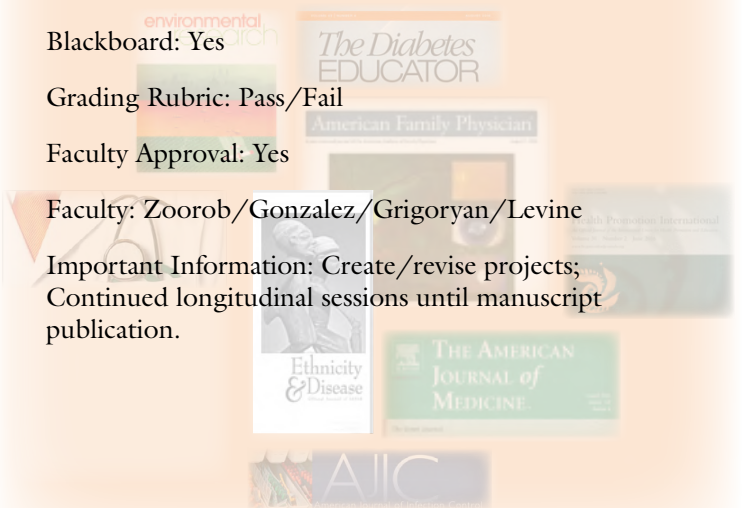 environmental
research
Blackboard: Yes
The Diabetes
EDUCATOR
Grading Rubric: Pass/Fail
American Family Physician
Faculty Approval: Yes
Faculty: Zoorob/Gonzalez/Grigoryan/Levine
Health Promotion International
Important Information: Create/revise projects;
Continued longitudinal sessions until manuscript
publication.
Ethnicity
&Disease
THE AMERICAN
JOURNAL of
MEDICINE
AJIC